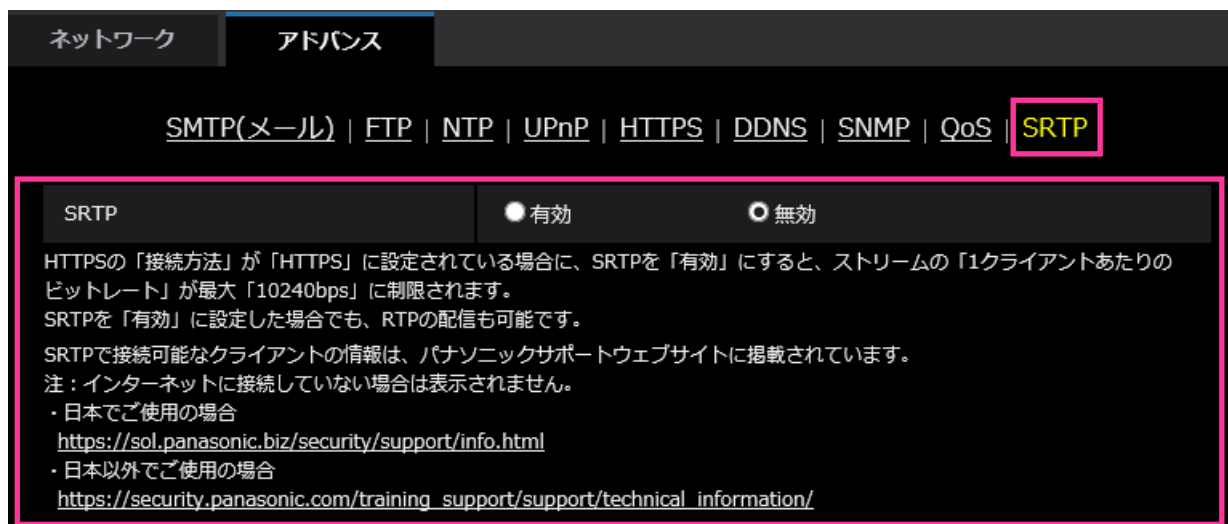 ネットワーク アドバンス
SMTP(メール) | FTP | NTP | UPnP | HTTPS | DDNS | SNMP | QoS | SRTP
SRTP 有効 無効
HTTPSの「接続方法」が「HTTPS」に設定されている場合に、SRTPを「有効」にすると、ストリームの「1クライアントあたりの
ビットレート」が最大「10240bps」に制限されます。
SRTPを「有効」に設定した場合でも、RTPの配信も可能です。
SRTPで接続可能なクライアントの情報は、パナソニックサポートウェブサイトに掲載されています。
注：インターネットに接続していない場合は表示されません。
・日本でご使用の場合
https://sol.panasonic.biz/security/support/info.html
・日本以外でご使用の場合
https://security.panasonic.com/training_support/support/technical_information/